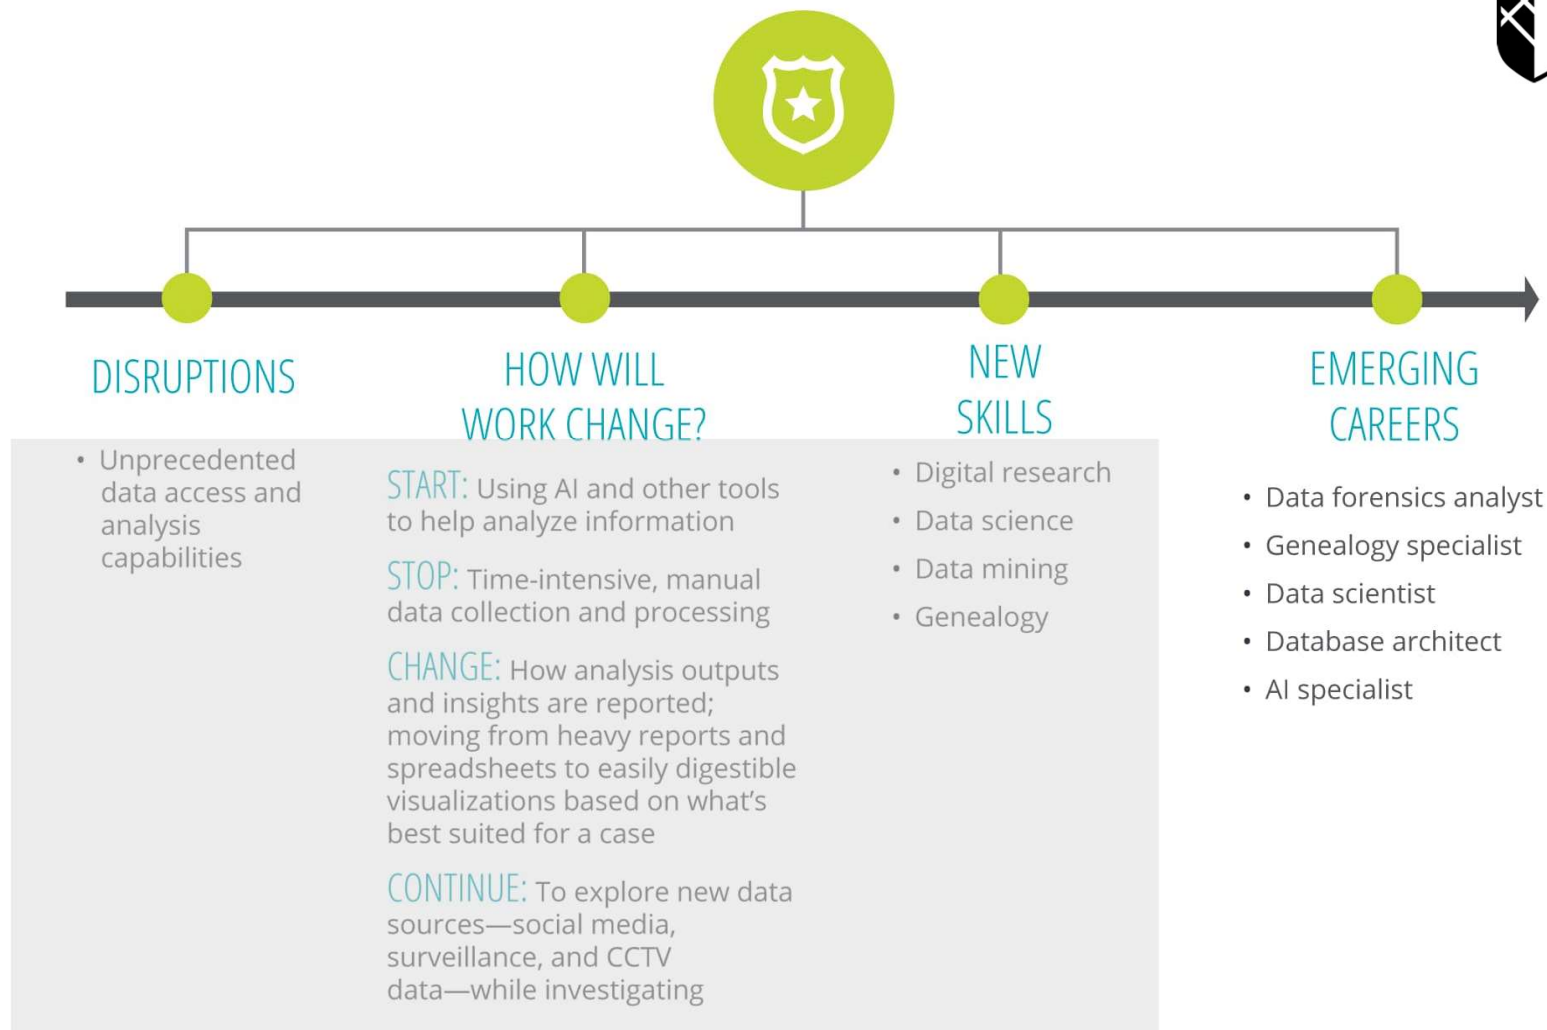 DISRUPTIONS
• Unprecedented
data access and
analysis
capabilities
HOW WILL
WORK CHANGE?
START: Using AI and other tools
to help analyze information
STOP: Time-intensive, manual
data collection and processing
CHANGE: How analysis outputs
and insights are reported;
moving from heavy reports and
spreadsheets to easily digestible
visualizations based on what’s
best suited for a case
CONTINUE: To explore new data
sources—social media,
surveillance, and CCTV
data—while investigating
NEW
SKILLS
• Digital research
• Data science
• Data mining
• Genealogy
EMERGING
CAREERS
• Data forensics analyst
• Genealogy specialist
• Data scientist
• Database architect
• AI specialist